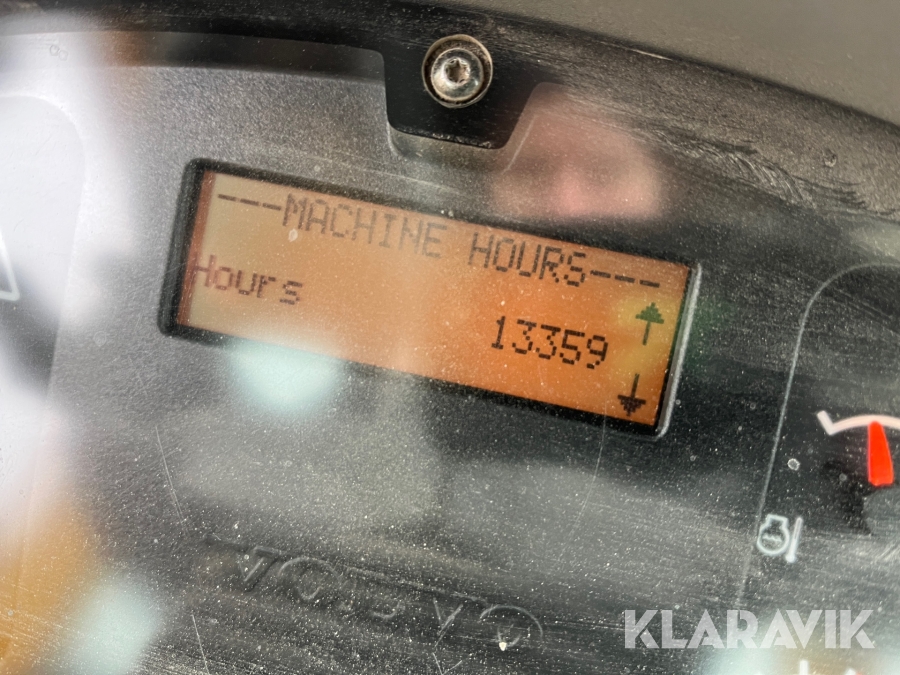 ---MACHINE HOURS---
Hours
13359
KLARAVIK